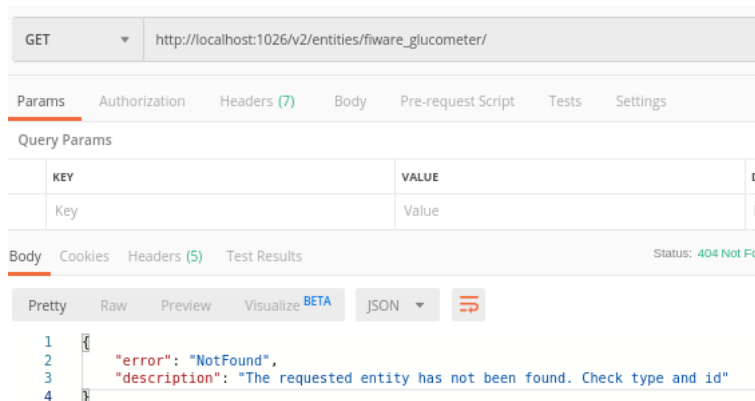 GET http://localhost:1026/v2/entities/fiware_glucometer/
Params Authorization Headers (7) Body Pre-request Script Tests Settings
Query Params
KEY VALUE
Key Value
Body Cookies Headers (5) Test Results Status: 404 Not Fo
Pretty Raw Preview Visualize BETA JSON
1 {
2 "error": "NotFound",
3 "description": "The requested entity has not been found. Check type and id"
4 }